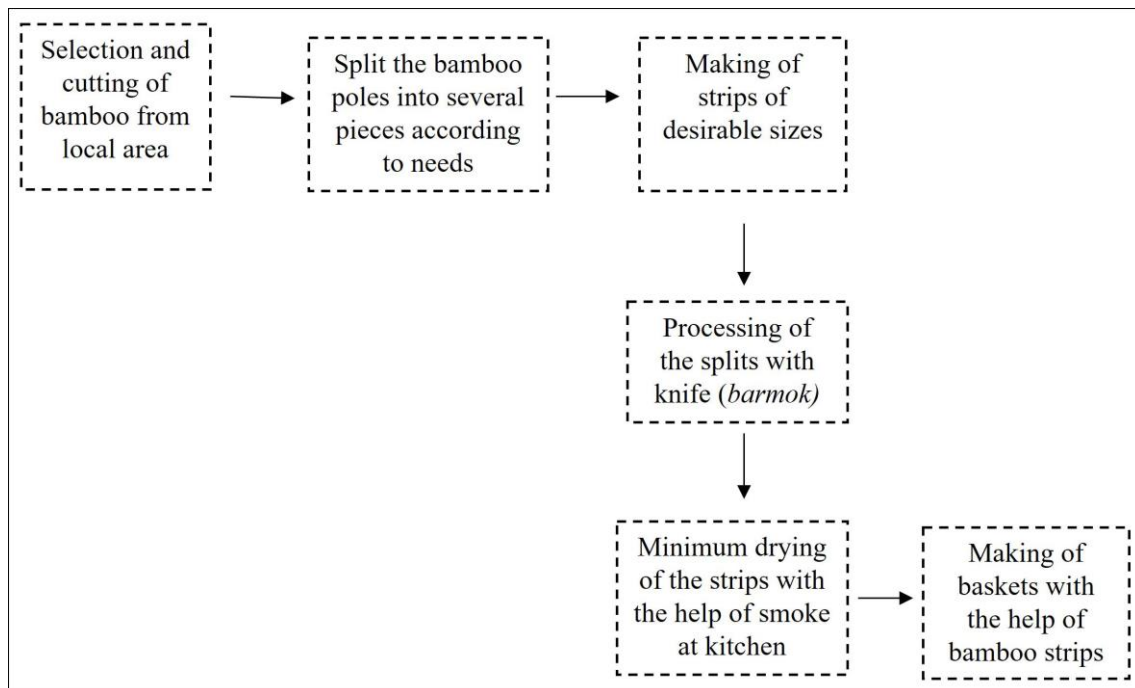 Selection and
cutting of
bamboo from
local area
Split the bamboo
poles into several
pieces according
to needs
Making of
strips of
desirable sizes
Processing of
the splits with
knife (barmok)
Minimum drying
of the strips with
the help of smoke
at kitchen
Making of
baskets with
the help of
bamboo strips